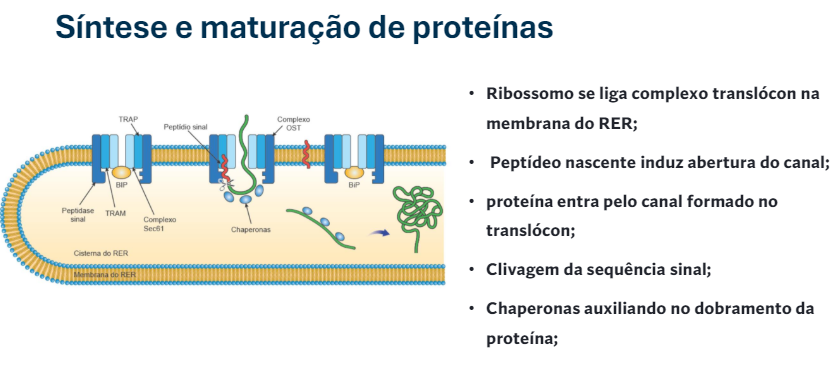 Síntese e maturação de proteínas
TRAP
Peptídio sinal
Complexo
OST
BIP
BiP
Peptidase
sinal
TRAM
Complexo
Sec61
Chaperonas
Cisterna do RER
Membrana do RER
• Ribossomo se liga complexo translócon na
membrana do RER;
• Peptídeo nascente induz abertura do canal;
• proteína entra pelo canal formado no
translócon;
• Clivagem da sequência sinal;
• Chaperonas auxiliando no dobramento da
proteína;